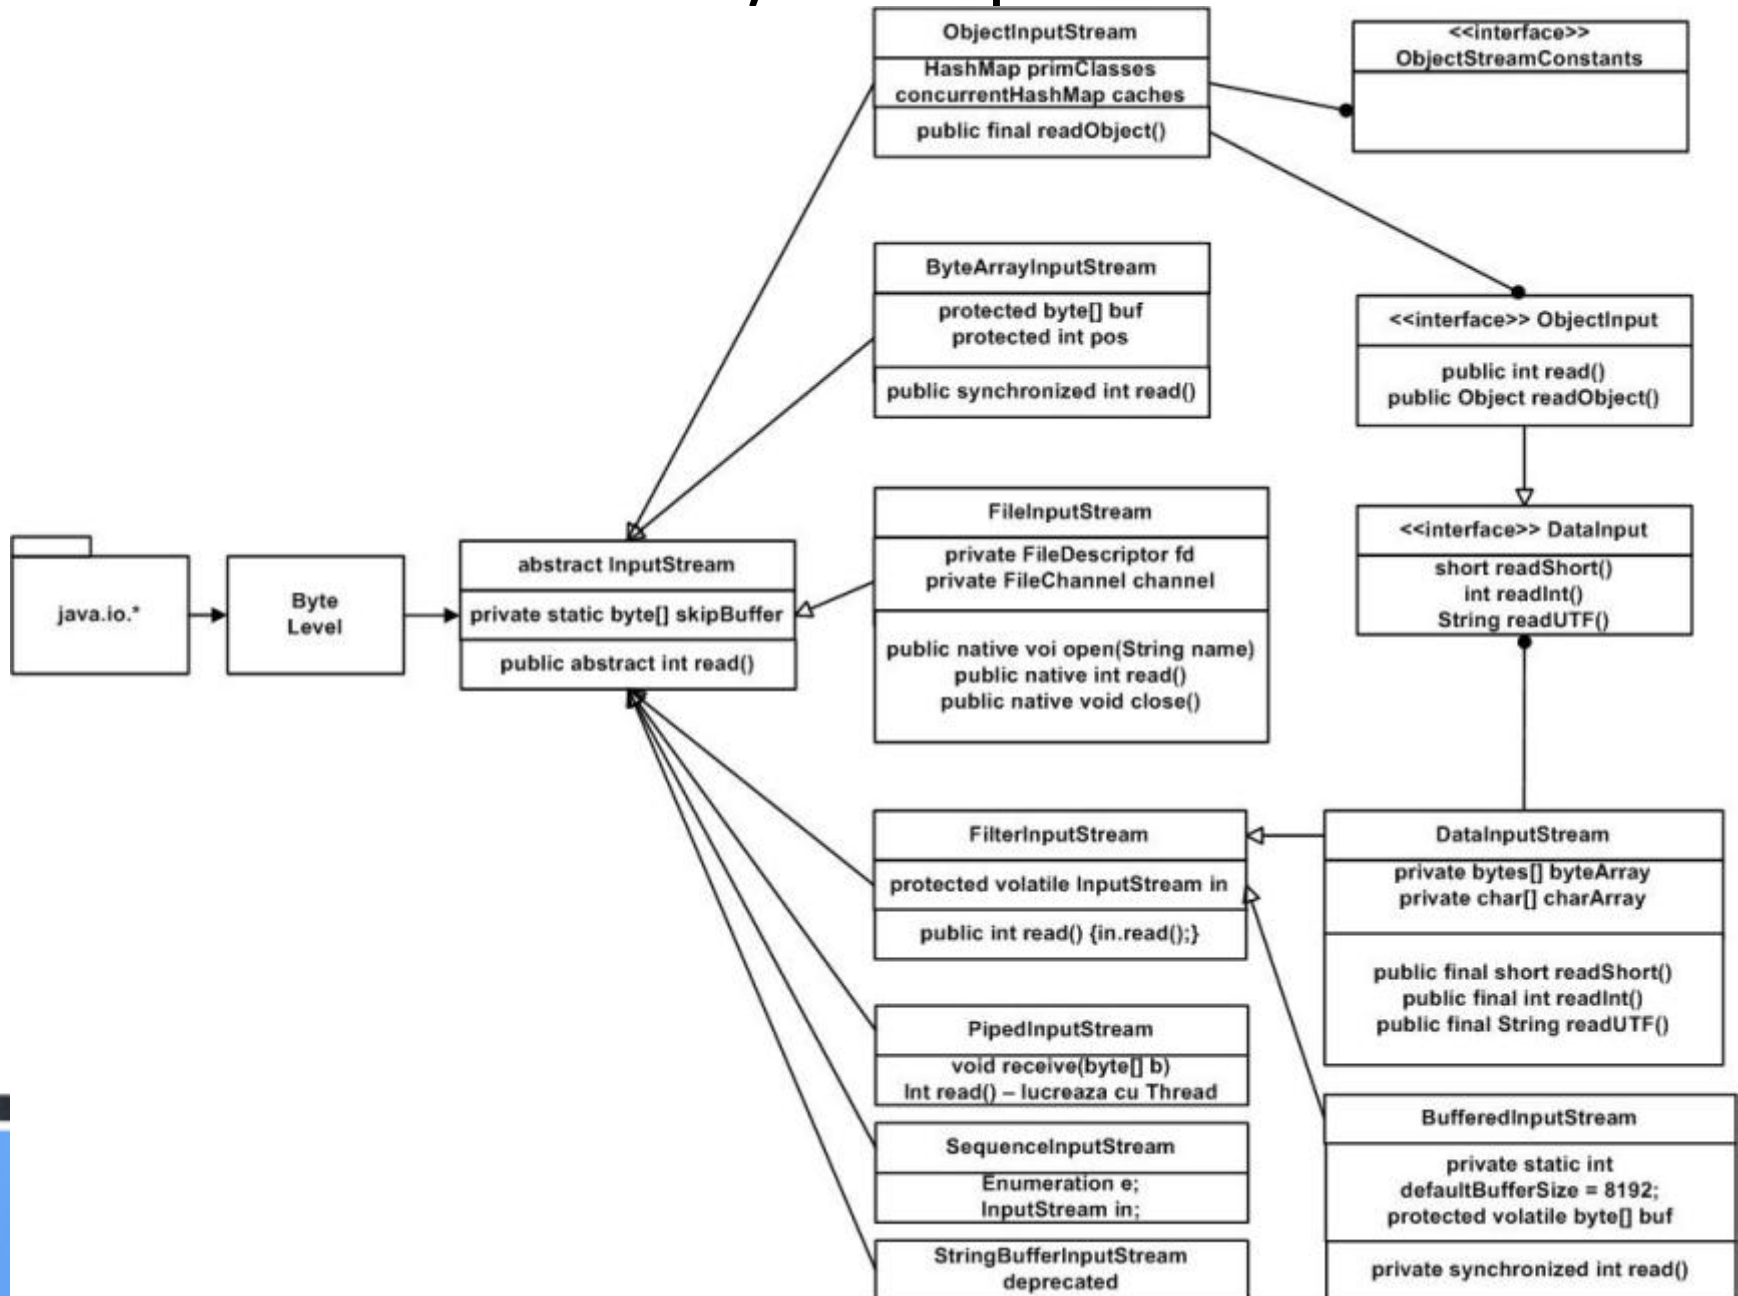 ObjectInputStream
HashMap primClasses
concurrentHashMap caches
public final readObject()
<<interface>>
ObjectStreamConstants
ByteArrayInputStream
protected byte[] buf
protected int pos
public synchronized int read()
<<interface>> ObjectInput
public int read()
public Object readObject()
FileInputStream
private FileDescriptor fd
private FileChannel channel
public native voi open(String name)
public native int read()
public native void close()
<<interface>> DataInput
short readShort()
int readInt()
String readUTF()
java.io.*
Byte
Level
abstract InputStream
private static byte[] skipBuffer
public abstract int read()
FilterInputStream
protected volatile InputStream in
public int read() {in.read();}
DataInputStream
private bytes[] byteArray
private char[] charArray
public final short readShort()
public final int readInt()
public final String readUTF()
PipedInputStream
void receive(byte[] b)
Int read() – lucreaza cu Thread
SequenceInputStream
Enumeration e;
InputStream in;
StringBufferInputStream
deprecated
BufferedInputStream
private static int
defaultBufferSize = 8192;
protected volatile byte[] buf
private synchronized int read()